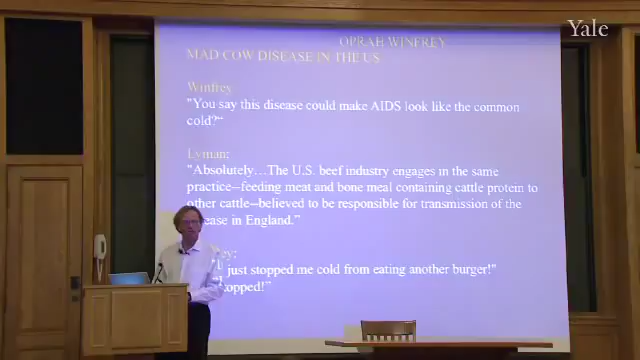 Yale
OPRAH WINFREY
MAD COW DISEASE IN THE US
Winfrey:
"You say this disease could make AIDS look like the common
cold?"
Lyman:
"Absolutely… The U.S. beef industry engages in the same
practice--feeding meat and bone meal containing cattle protein to
other cattle--believed to be responsible for transmission of the
in England."
just stopped me cold from eating another burger!"